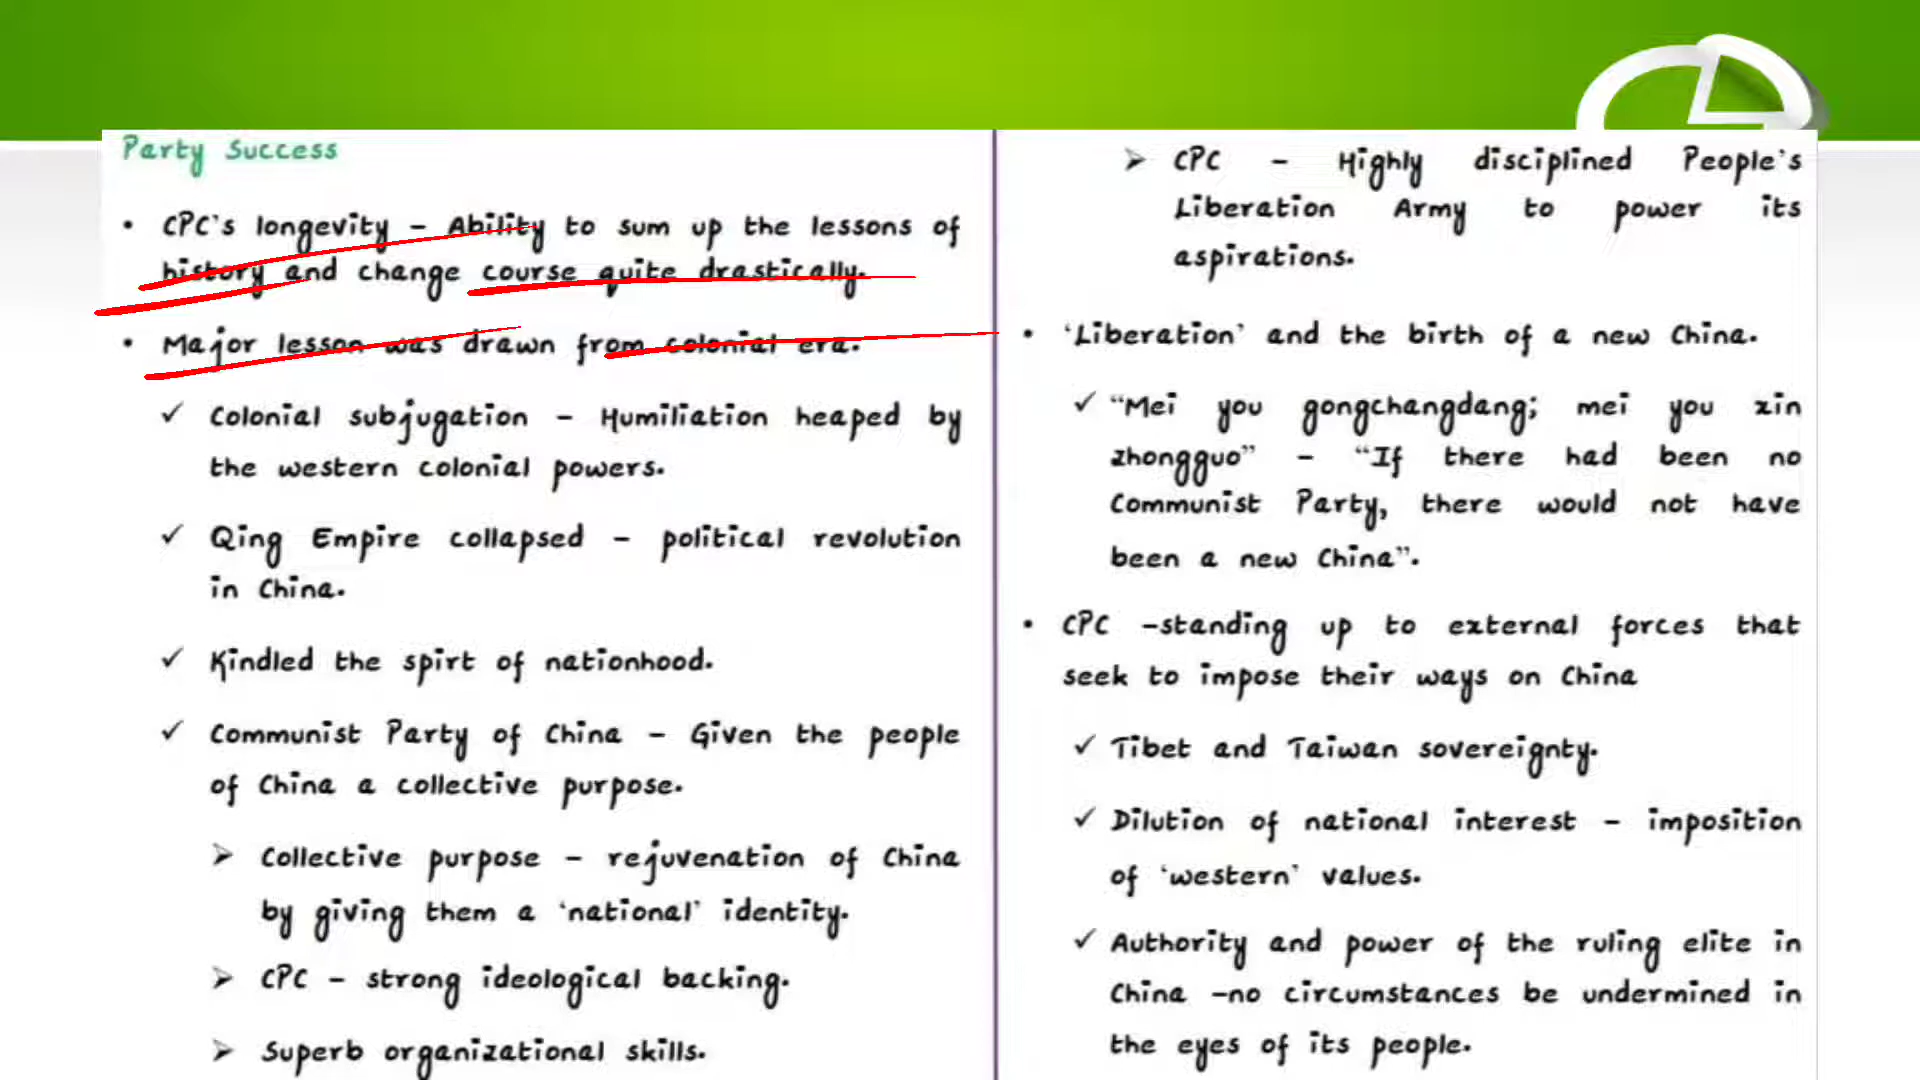 Party Success
• CPC's longevity – Ability to sum up the lessons of
history and change course quite drastically.
• Major lesson was drawn from colonial era.
✓ Colonial subjugation – Humiliation heaped by
the western colonial powers.
✓ Qing Empire collapsed – political revolution
in China.
✓ Kindled the spirt of nationhood.
✓ Communist Party of China – Given the people
of China a collective purpose.
➢ Collective purpose – rejuvenation of China
by giving them a 'national' identity.
➢ CPC – strong ideological backing.
➢ Superb organizational skills.
➢ CPC – Highly disciplined People's
Liberation Army to power its
aspirations.
• 'Liberation' and the birth of a new China.
✓ "Mei you gongchangdang; mei you xin
zhongguo" – "If there had been no
Communist Party, there would not have
been a new China".
• CPC –standing up to external forces that
seek to impose their ways on China
✓ Tibet and Taiwan sovereignty.
✓ Dilution of national interest – imposition
of 'western' values.
✓ Authority and power of the ruling elite in
China –no circumstances be undermined in
the eyes of its people.